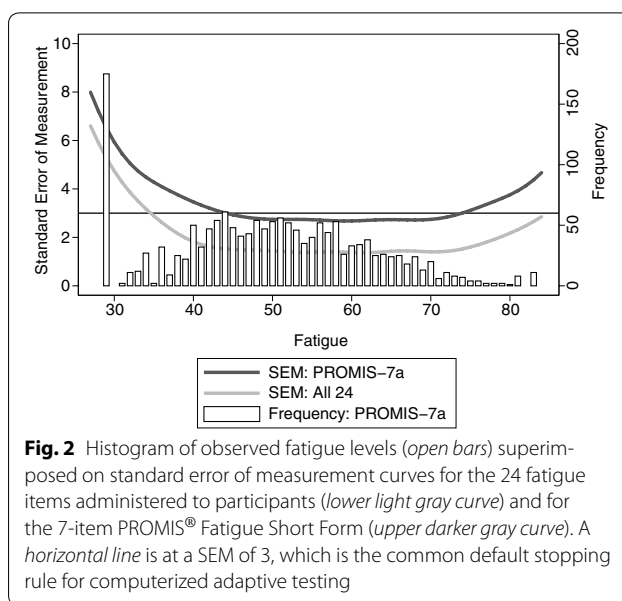 10
8
6
4
2
0
Standard Error of Measurement
200
150
100
50
0
Frequency
30 40 50 60 70 80
Fatigue
SEM: PROMIS−7a
SEM: All 24
Frequency: PROMIS−7a
Fig. 2 Histogram of observed fatigue levels (open bars) superim-
posed on standard error of measurement curves for the 24 fatigue
items administered to participants (lower light gray curve) and for
the 7-item PROMIS® Fatigue Short Form (upper darker gray curve). A
horizontal line is at a SEM of 3, which is the common default stopping
rule for computerized adaptive testing